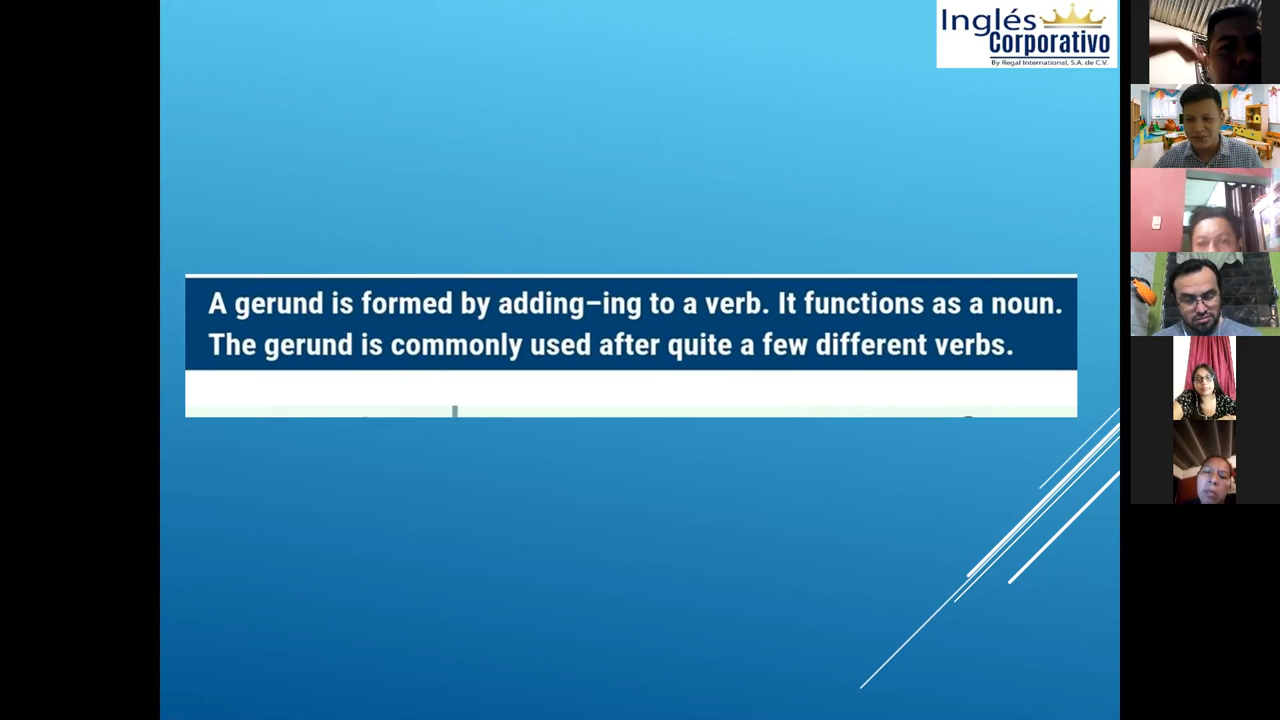 Inglés
Corporativo
By Regal International, S.A. de C.V.
A gerund is formed by adding–ing to a verb. It functions as a noun.
The gerund is commonly used after quite a few different verbs.